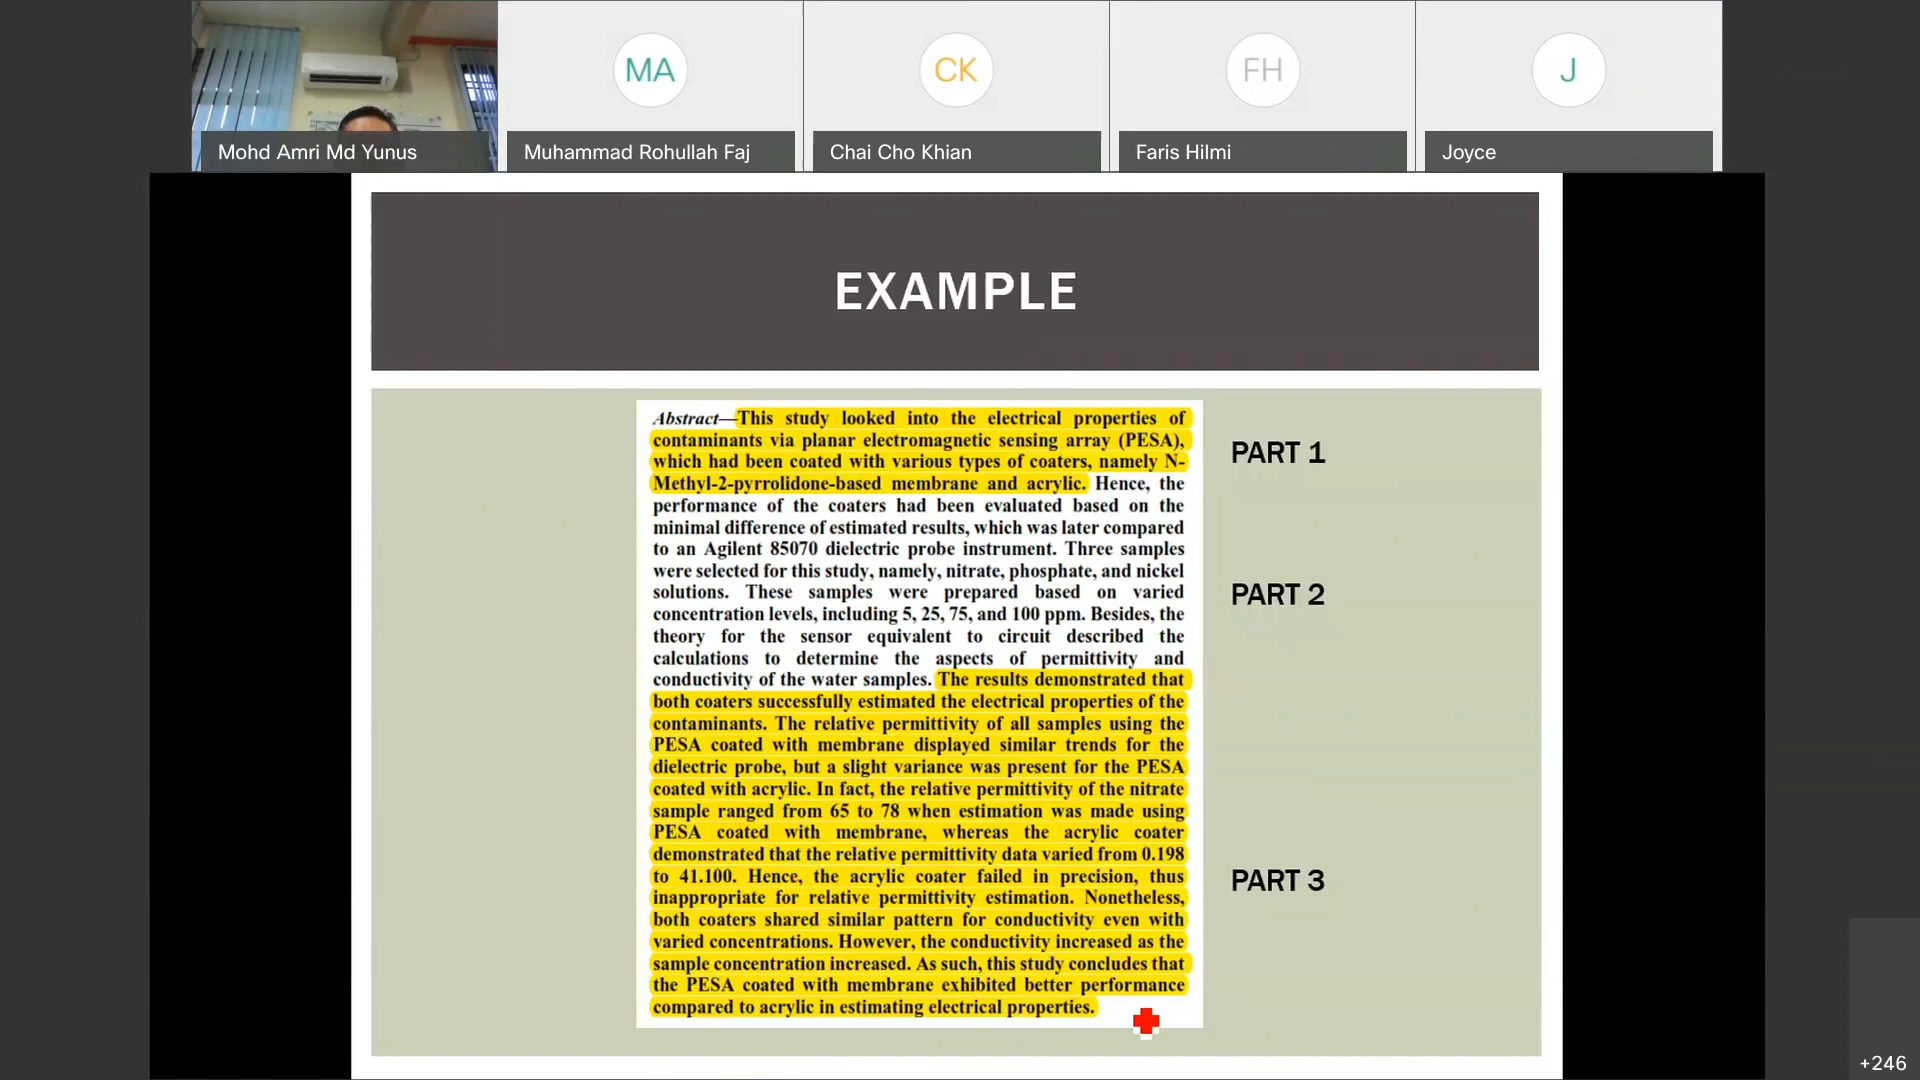 MA
CK
FH
J
Mohd Amri Md Yunus
Muhammad Rohullah Faj
Chai Cho Khian
Faris Hilmi
Joyce
EXAMPLE
Abstract—This study looked into the electrical properties of
contaminants via planar electromagnetic sensing array (PESA),
which had been coated with various types of coaters, namely N-
Methyl-2-pyrrolidone-based membrane and acrylic. Hence, the
performance of the coaters had been evaluated based on the
minimal difference of estimated results, which was later compared
to an Agilent 85070 dielectric probe instrument. Three samples
were selected for this study, namely, nitrate, phosphate, and nickel
solutions. These samples were prepared based on varied
concentration levels, including 5, 25, 75, and 100 ppm. Besides, the
theory for the sensor equivalent to circuit described the
calculations to determine the aspects of permittivity and
conductivity of the water samples. The results demonstrated that
both coaters successfully estimated the electrical properties of the
contaminants. The relative permittivity of all samples using the
PESA coated with membrane displayed similar trends for the
dielectric probe, but a slight variance was present for the PESA
coated with acrylic. In fact, the relative permittivity of the nitrate
sample ranged from 65 to 78 when estimation was made using
PESA coated with membrane, whereas the acrylic coater
demonstrated that the relative permittivity data varied from 0.198
to 41.100. Hence, the acrylic coater failed in precision, thus
inappropriate for relative permittivity estimation. Nonetheless,
both coaters shared similar pattern for conductivity even with
varied concentrations. However, the conductivity increased as the
sample concentration increased. As such, this study concludes that
the PESA coated with membrane exhibited better performance
compared to acrylic in estimating electrical properties.
PART 1
PART 2
PART 3
+246